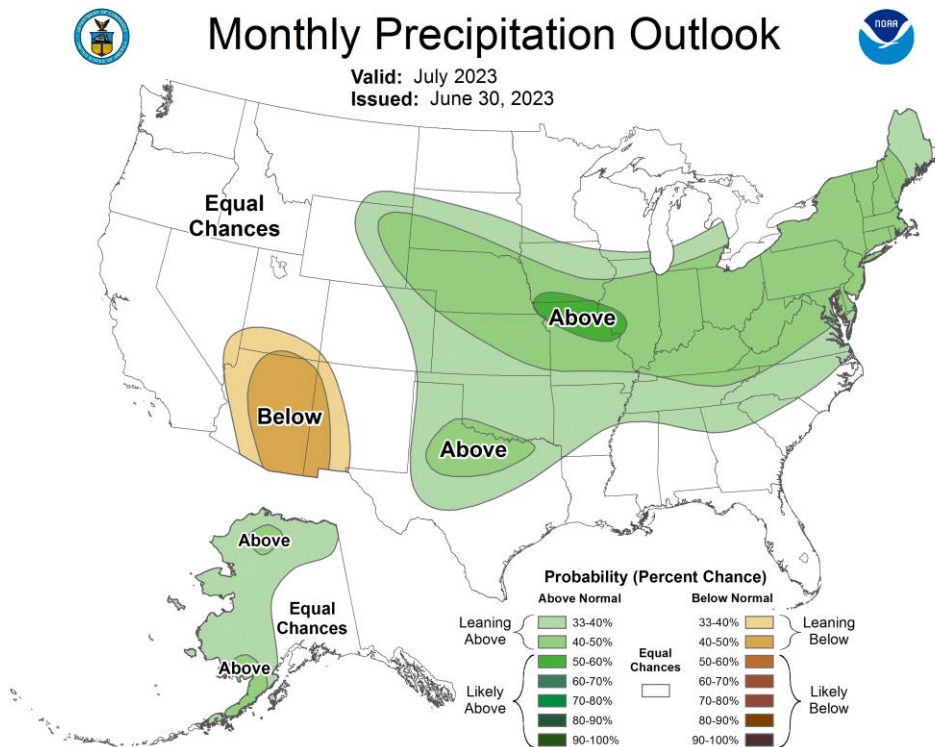 Monthly Precipitation Outlook
NOAA
Valid: July 2023
Issued: June 30, 2023
Equal
Chances
Above
Below
Above
Above
Equal
Chances
Above
Probability (Percent Chance)
Above Normal
Below Normal
Leaning
Above
33-40%
40-50%
Likely
Above
50-60%
60-70%
70-80%
80-90%
90-100%
Equal
Chances
33-40%
40-50%
Leaning
Below
50-60%
60-70%
70-80%
80-90%
90-100%
Likely
Below